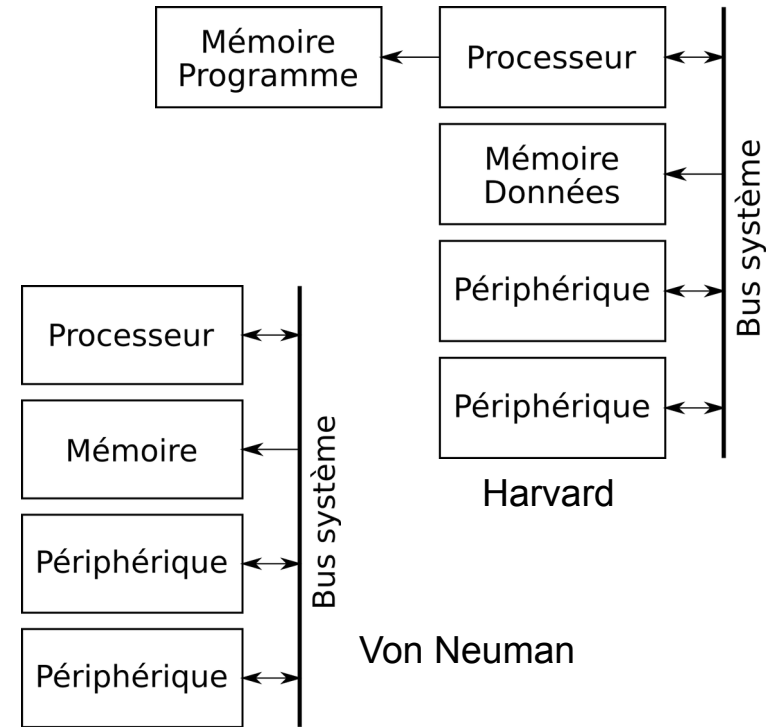 Mémoire
Programme
Processeur
Mémoire
Données
Périphérique
Périphérique
Bus système
Harvard
Processeur
Mémoire
Périphérique
Périphérique
Bus système
Von Neuman